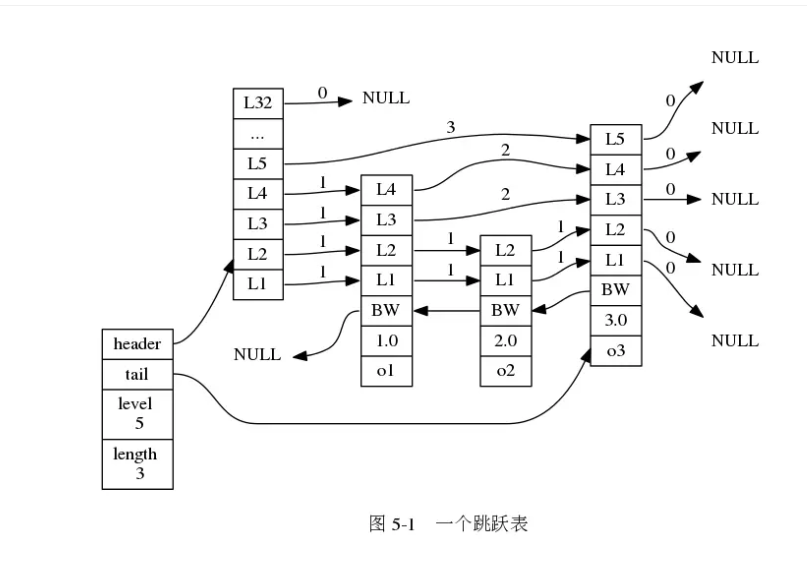 NULL
L32
0
NULL
...
L5
L4
L3
L2
L1
3
2
2
1
1
1
1
L4
L3
L2
L1
BW
1.0
o1
1
1
L2
L1
BW
2.0
o2
1
1
L5
L4
L3
L2
L1
BW
3.0
o3
0
0
0
0
0
NULL
NULL
NULL
NULL
NULL
header
tail
level
5
length
3
图 5-1 一个跳跃表